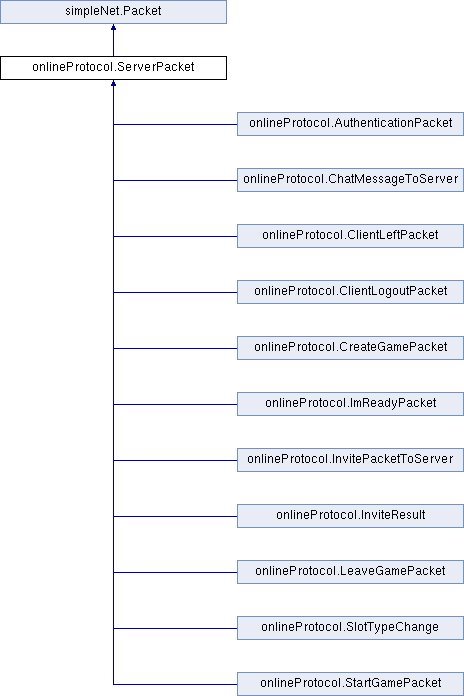 simpleNet.Packet
onlineProtocol.ServerPacket
onlineProtocol.AuthenticationPacket
onlineProtocol.ChatMessageToServer
onlineProtocol.ClientLeftPacket
onlineProtocol.ClientLogoutPacket
onlineProtocol.CreateGamePacket
onlineProtocol.ImReadyPacket
onlineProtocol.InvitePacketToServer
onlineProtocol.InviteResult
onlineProtocol.LeaveGamePacket
onlineProtocol.SlotTypeChange
onlineProtocol.StartGamePacket